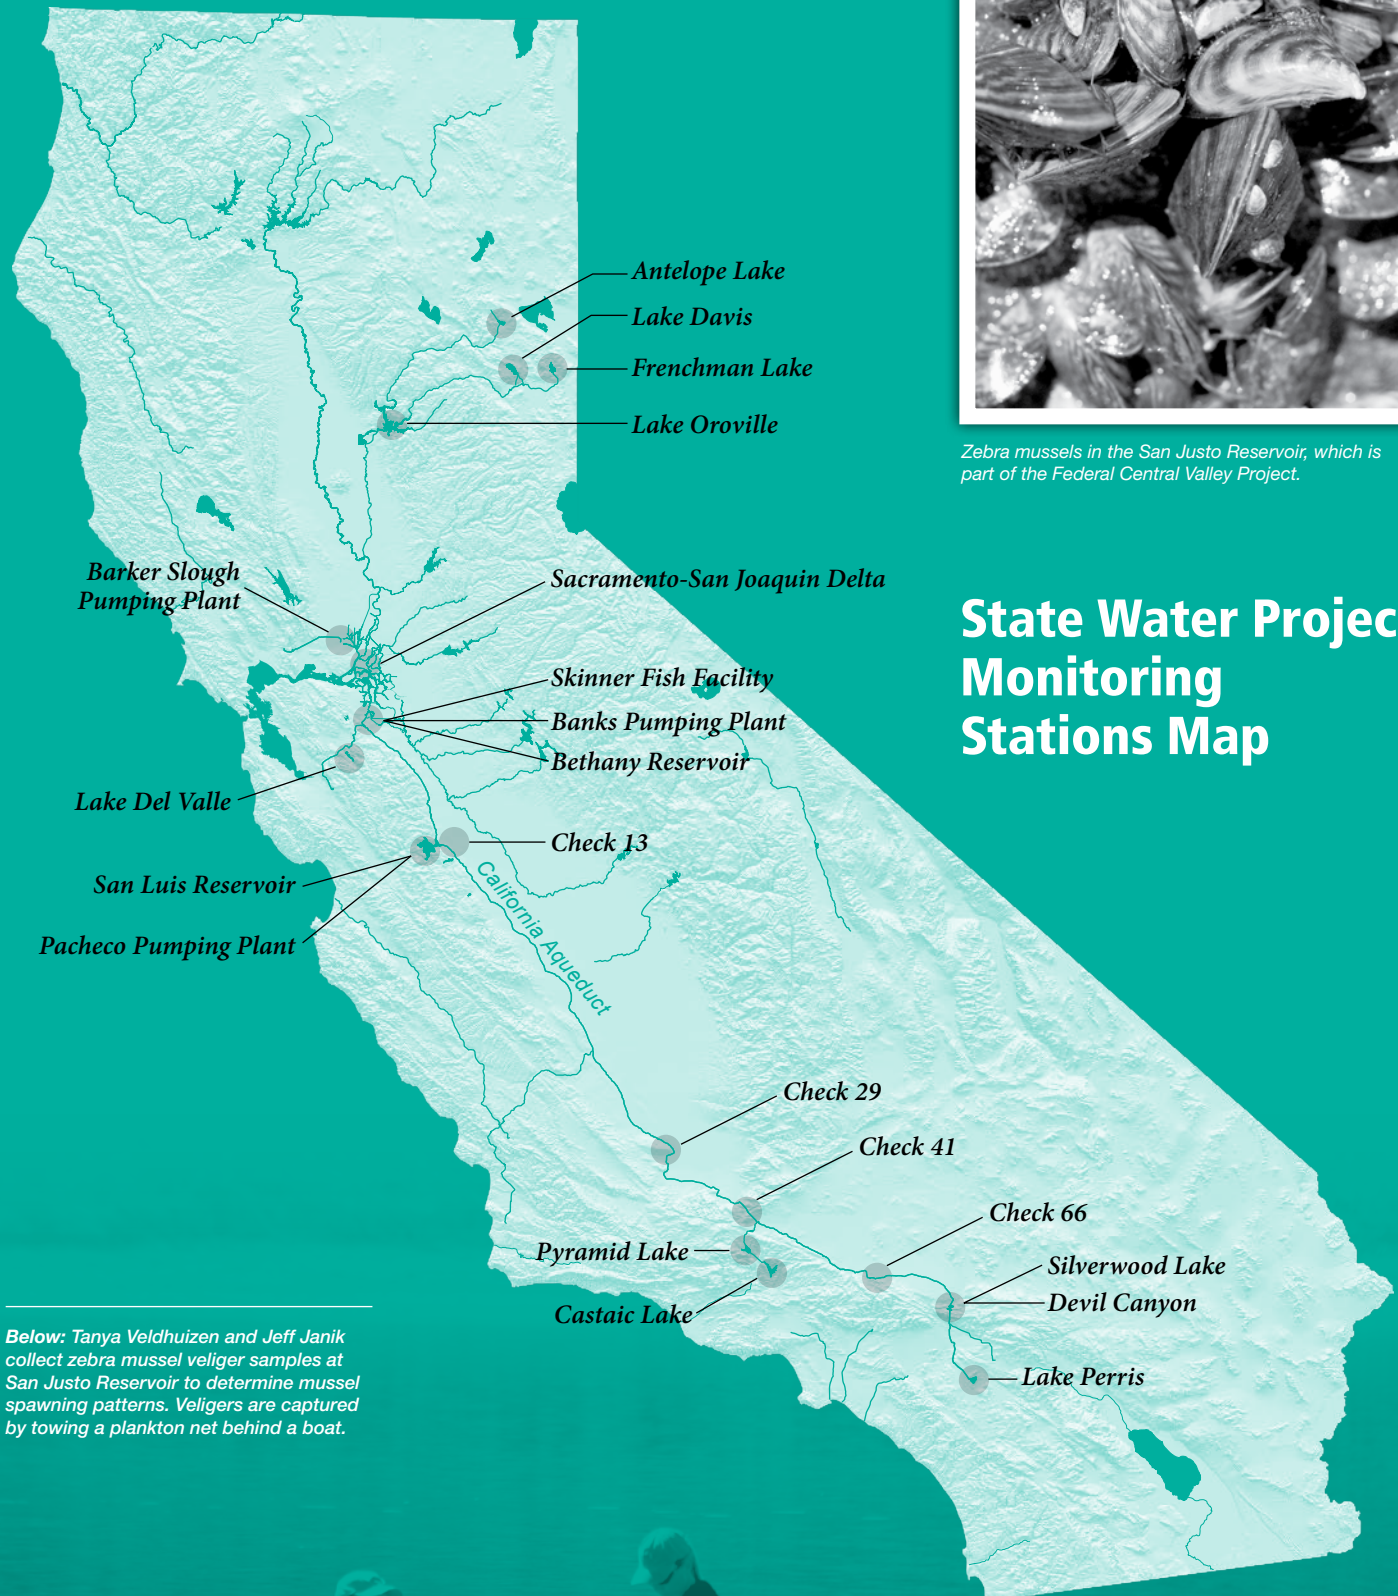 Antelope Lake
Lake Davis
Frenchman Lake
Lake Oroville
Zebra mussels in the San Justo Reservoir, which is
part of the Federal Central Valley Project.
Barker Slough
Pumping Plant
Sacramento-San Joaquin Delta
State Water Projec
Monitoring
Stations Map
Skinner Fish Facility
Banks Pumping Plant
Bethany Reservoir
Lake Del Valle
Check 13
San Luis Reservoir
Pacheco Pumping Plant
California Aqueduct
Check 29
Check 41
Check 66
Pyramid Lake
Silverwood Lake
Devil Canyon
Castaic Lake
Lake Perris
Below: Tanya Veldhuizen and Jeff Janik
collect zebra mussel veliger samples at
San Justo Reservoir to determine mussel
spawning patterns. Veligers are captured
by towing a plankton net behind a boat.